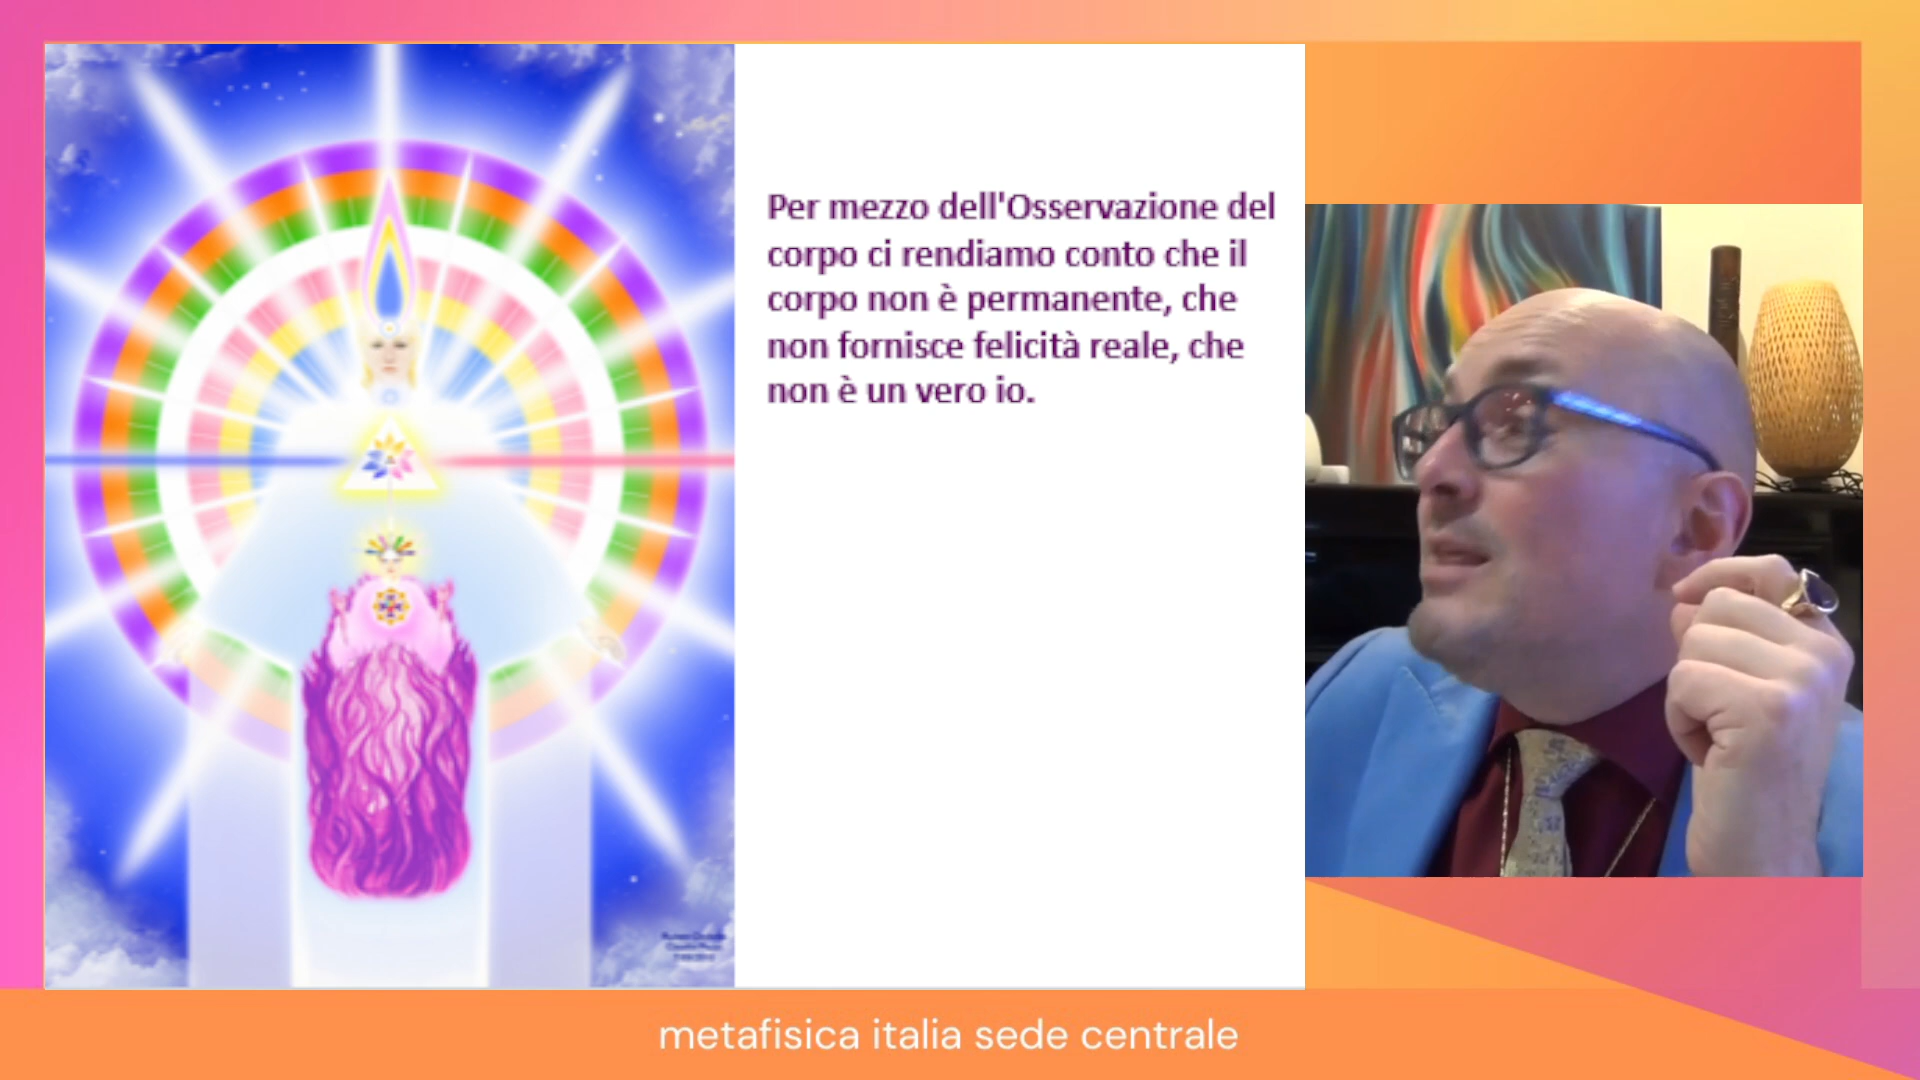 Per mezzo dell'Osservazione del
corpo ci rendiamo conto che il
corpo non è permanente, che
non fornisce felicità reale, che
non è un vero io.
metafisica italia sede centrale